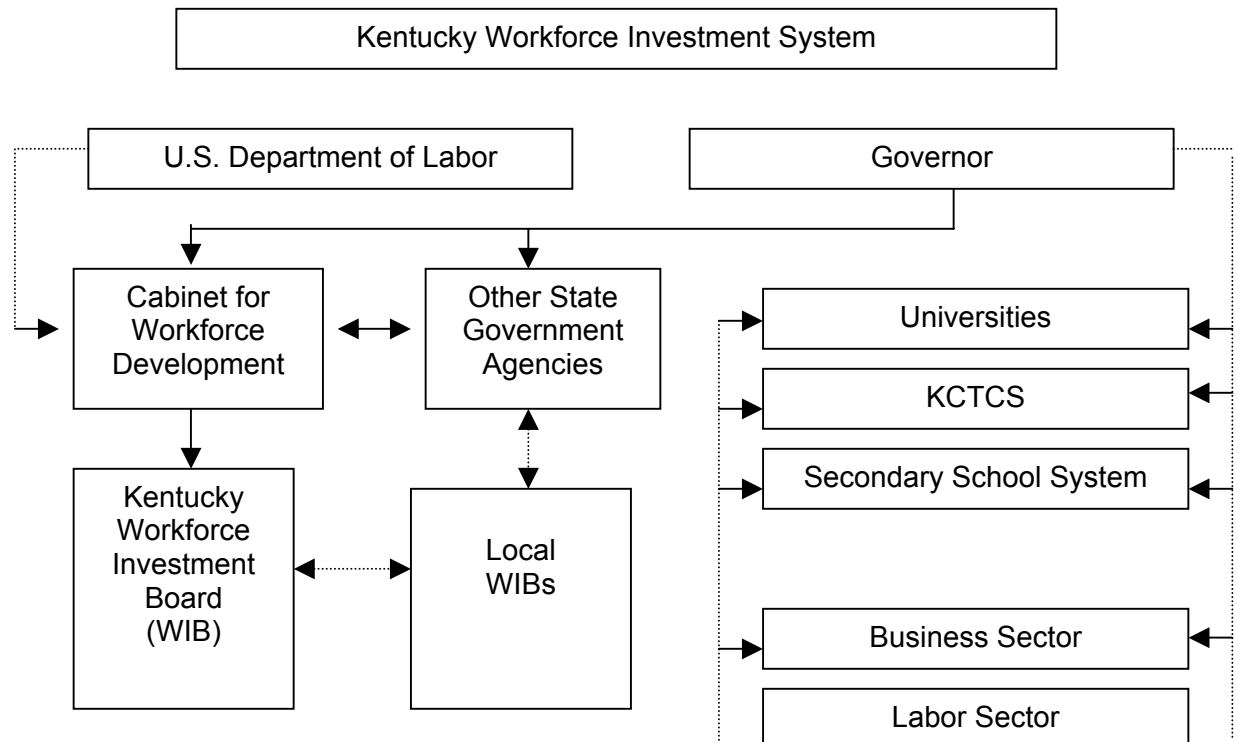 Kentucky Workforce Investment System
U.S. Department of Labor
Governor
Cabinet for
Workforce
Development
Other State
Government
Agencies
Universities
KCTCS
Secondary School System
Kentucky
Workforce
Investment
Board
(WIB)
Local
WIBs
Business Sector
Labor Sector